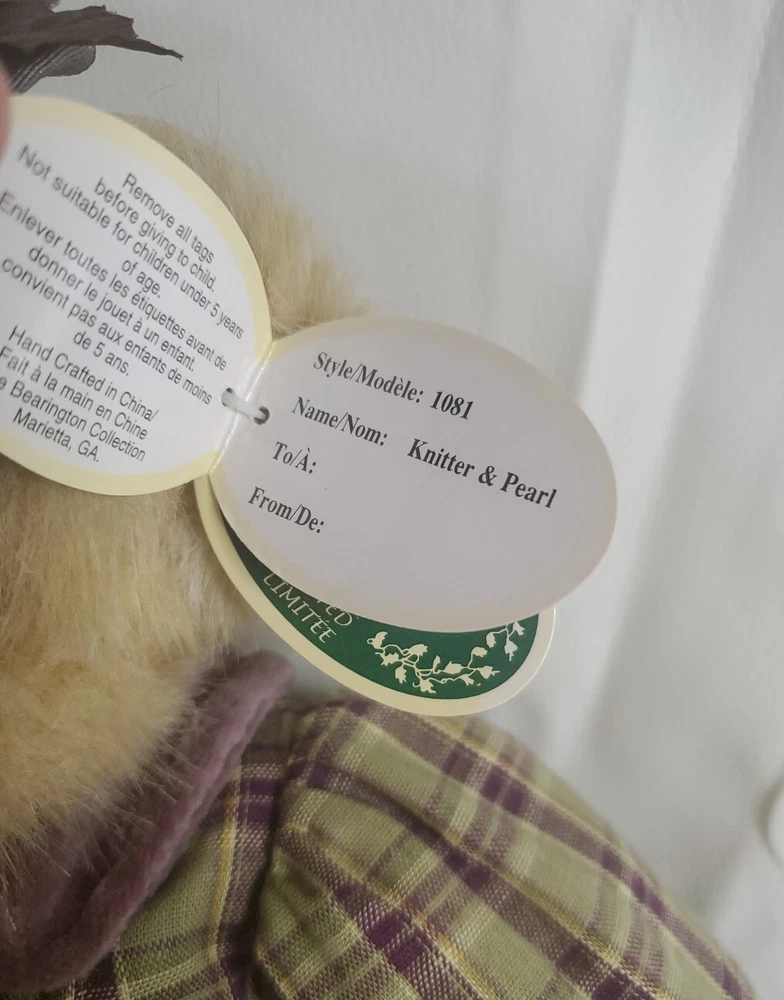 Remove all tags
before giving to child.
Not suitable for children under 5 years
of age.
Enlever toutes les étiquettes avant de
donner le jouet à un enfant.
convient pas aux enfants de moins
de 5 ans.
Hand Crafted in China/
Fait à la main en Chine
Bearington Collection
Marietta, GA.
Style/Modèle: 1081
Name/Nom: Knitter & Pearl
To/À:
From/De:
LIMITÉE